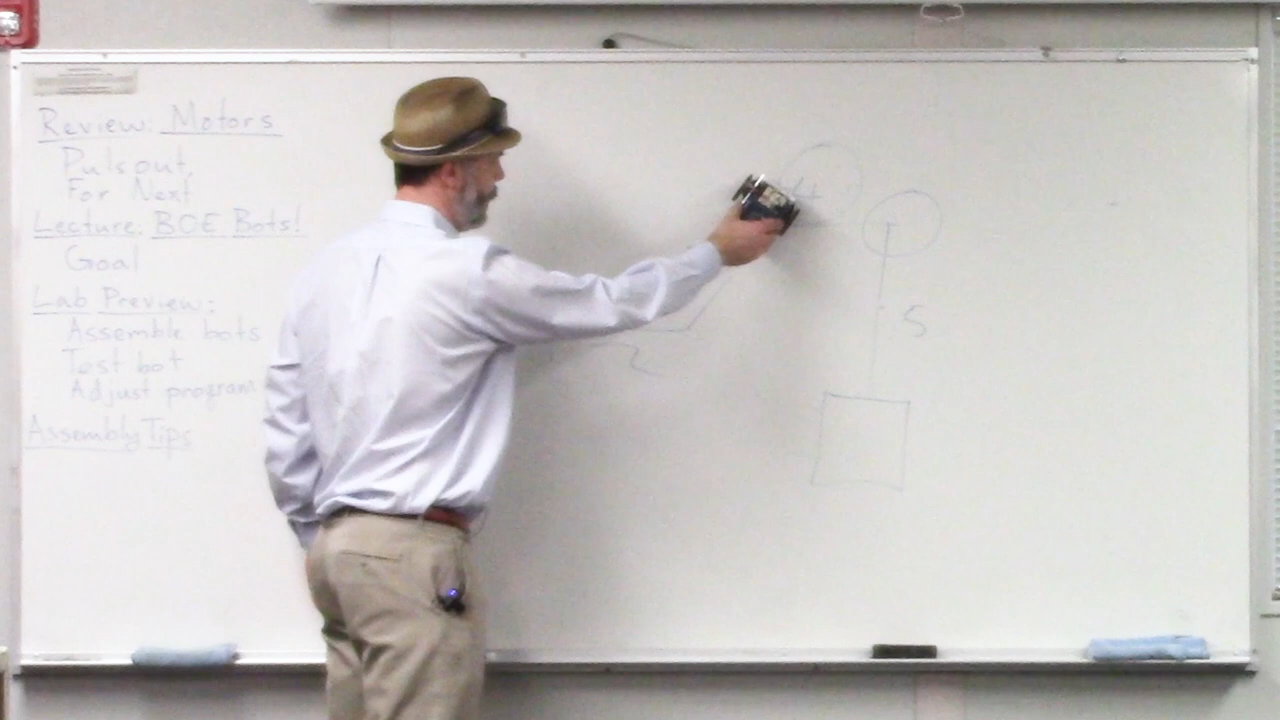 Review: Motors
Pulsout,
For Next
Lecture: BOE Bots!
Goal
Lab Preview:
Assemble bots
Test bot
Adjust program
Assembly Tips
5